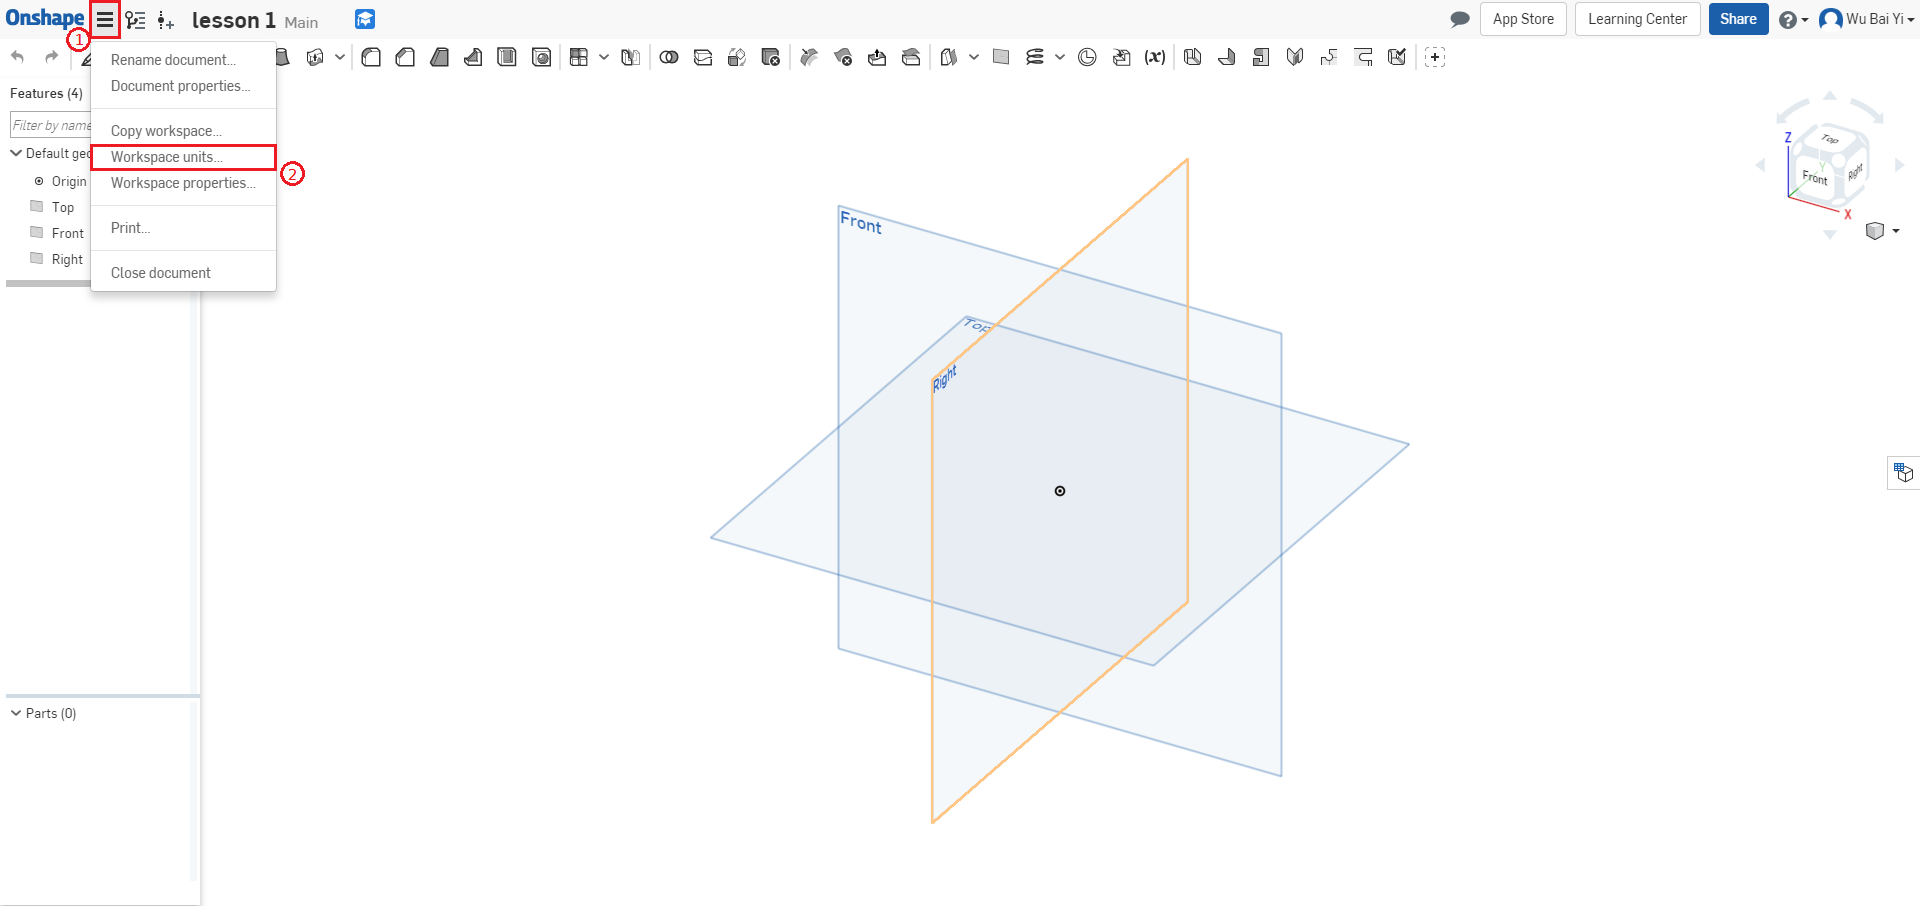 Onshape lesson 1 Main App Store Learning Center Share Wu Bai Yi
1
Rename document...
Document properties...
Copy workspace...
Workspace units...
2
Workspace properties...
Print...
Close document
(x)
Features (4)
Filter by name
Default geo
Origin
Top
Front
Right
Parts (0)
Front
Top
Right
Z
Top
Y
Front
Right
X